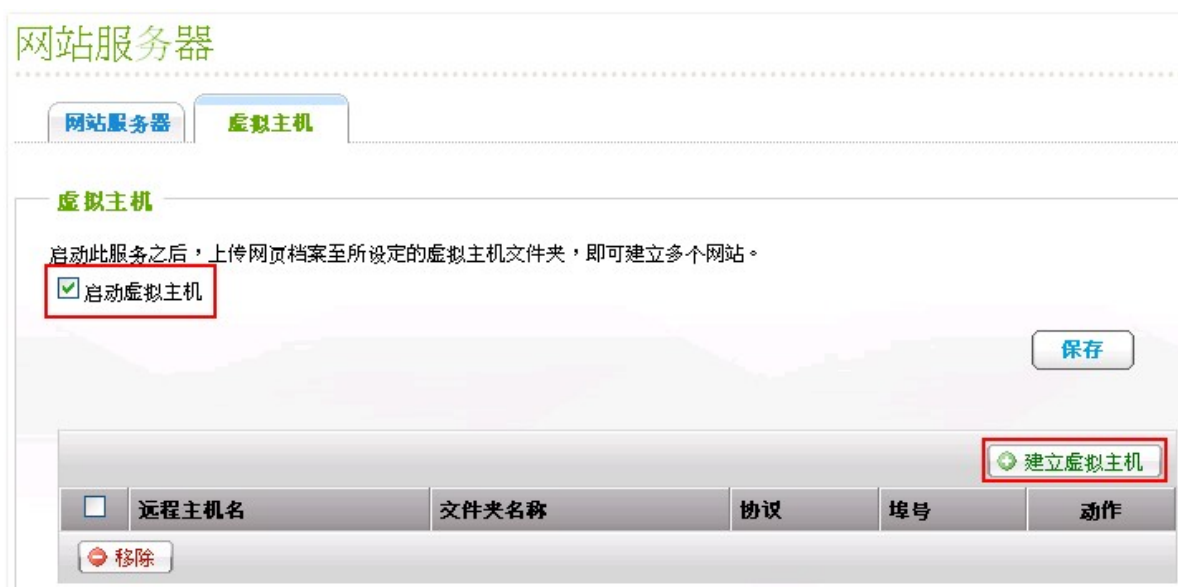 网站服务器
网站服务器 虚拟主机
虚拟主机
启动此服务之后，上传网页档案至所设定的虚拟主机文件夹，即可建立多个网站。
启动虚拟主机
保存
建立虚拟主机
远程主机名 文件夹名称 协议 埠号 动作
移除